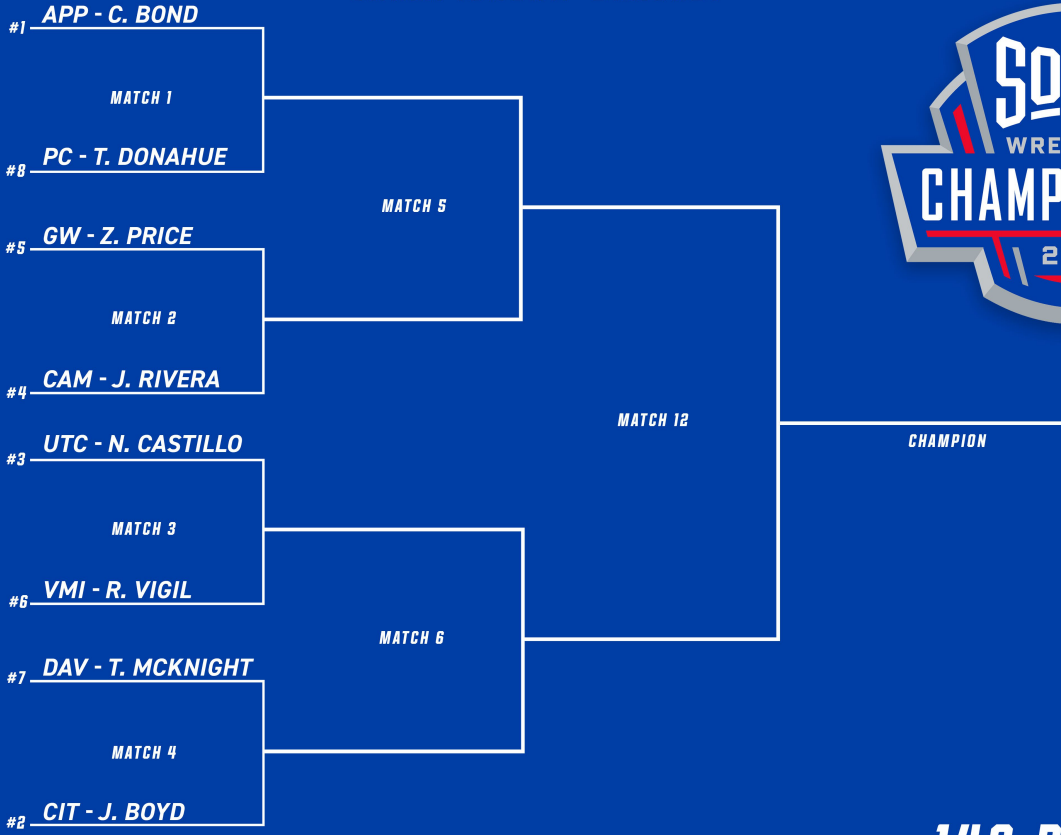 APP - C. BOND
#1
MATCH 1
PC - T. DONAHUE
#8
MATCH 5
GW - Z. PRICE
#5
MATCH 2
CAM - J. RIVERA
#4
MATCH 12
CHAMPION
UTC - N. CASTILLO
#3
MATCH 3
VMI - R. VIGIL
#6
MATCH 6
DAV - T. MCKNIGHT
#7
MATCH 4
CIT - J. BOYD
#2